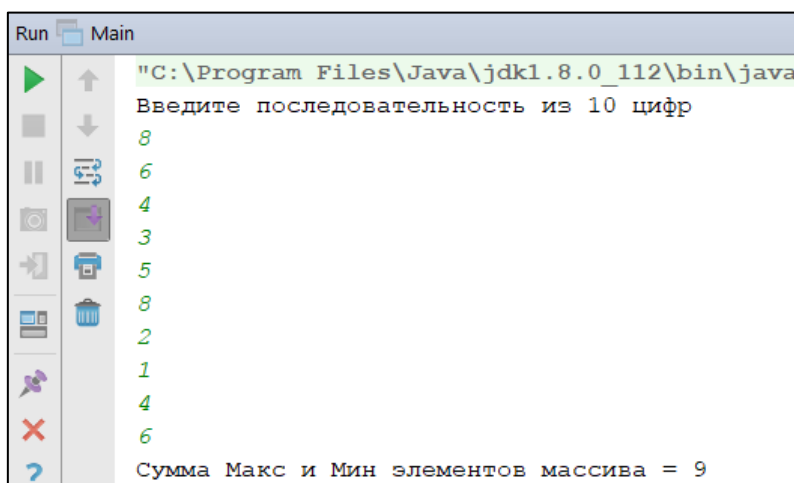 Run Main
"C:\Program Files\Java\jdk1.8.0_112\bin\java
Введите последовательность из 10 цифр
8
6
4
3
5
8
2
1
4
6
Сумма Макс и Мин элементов массива = 9